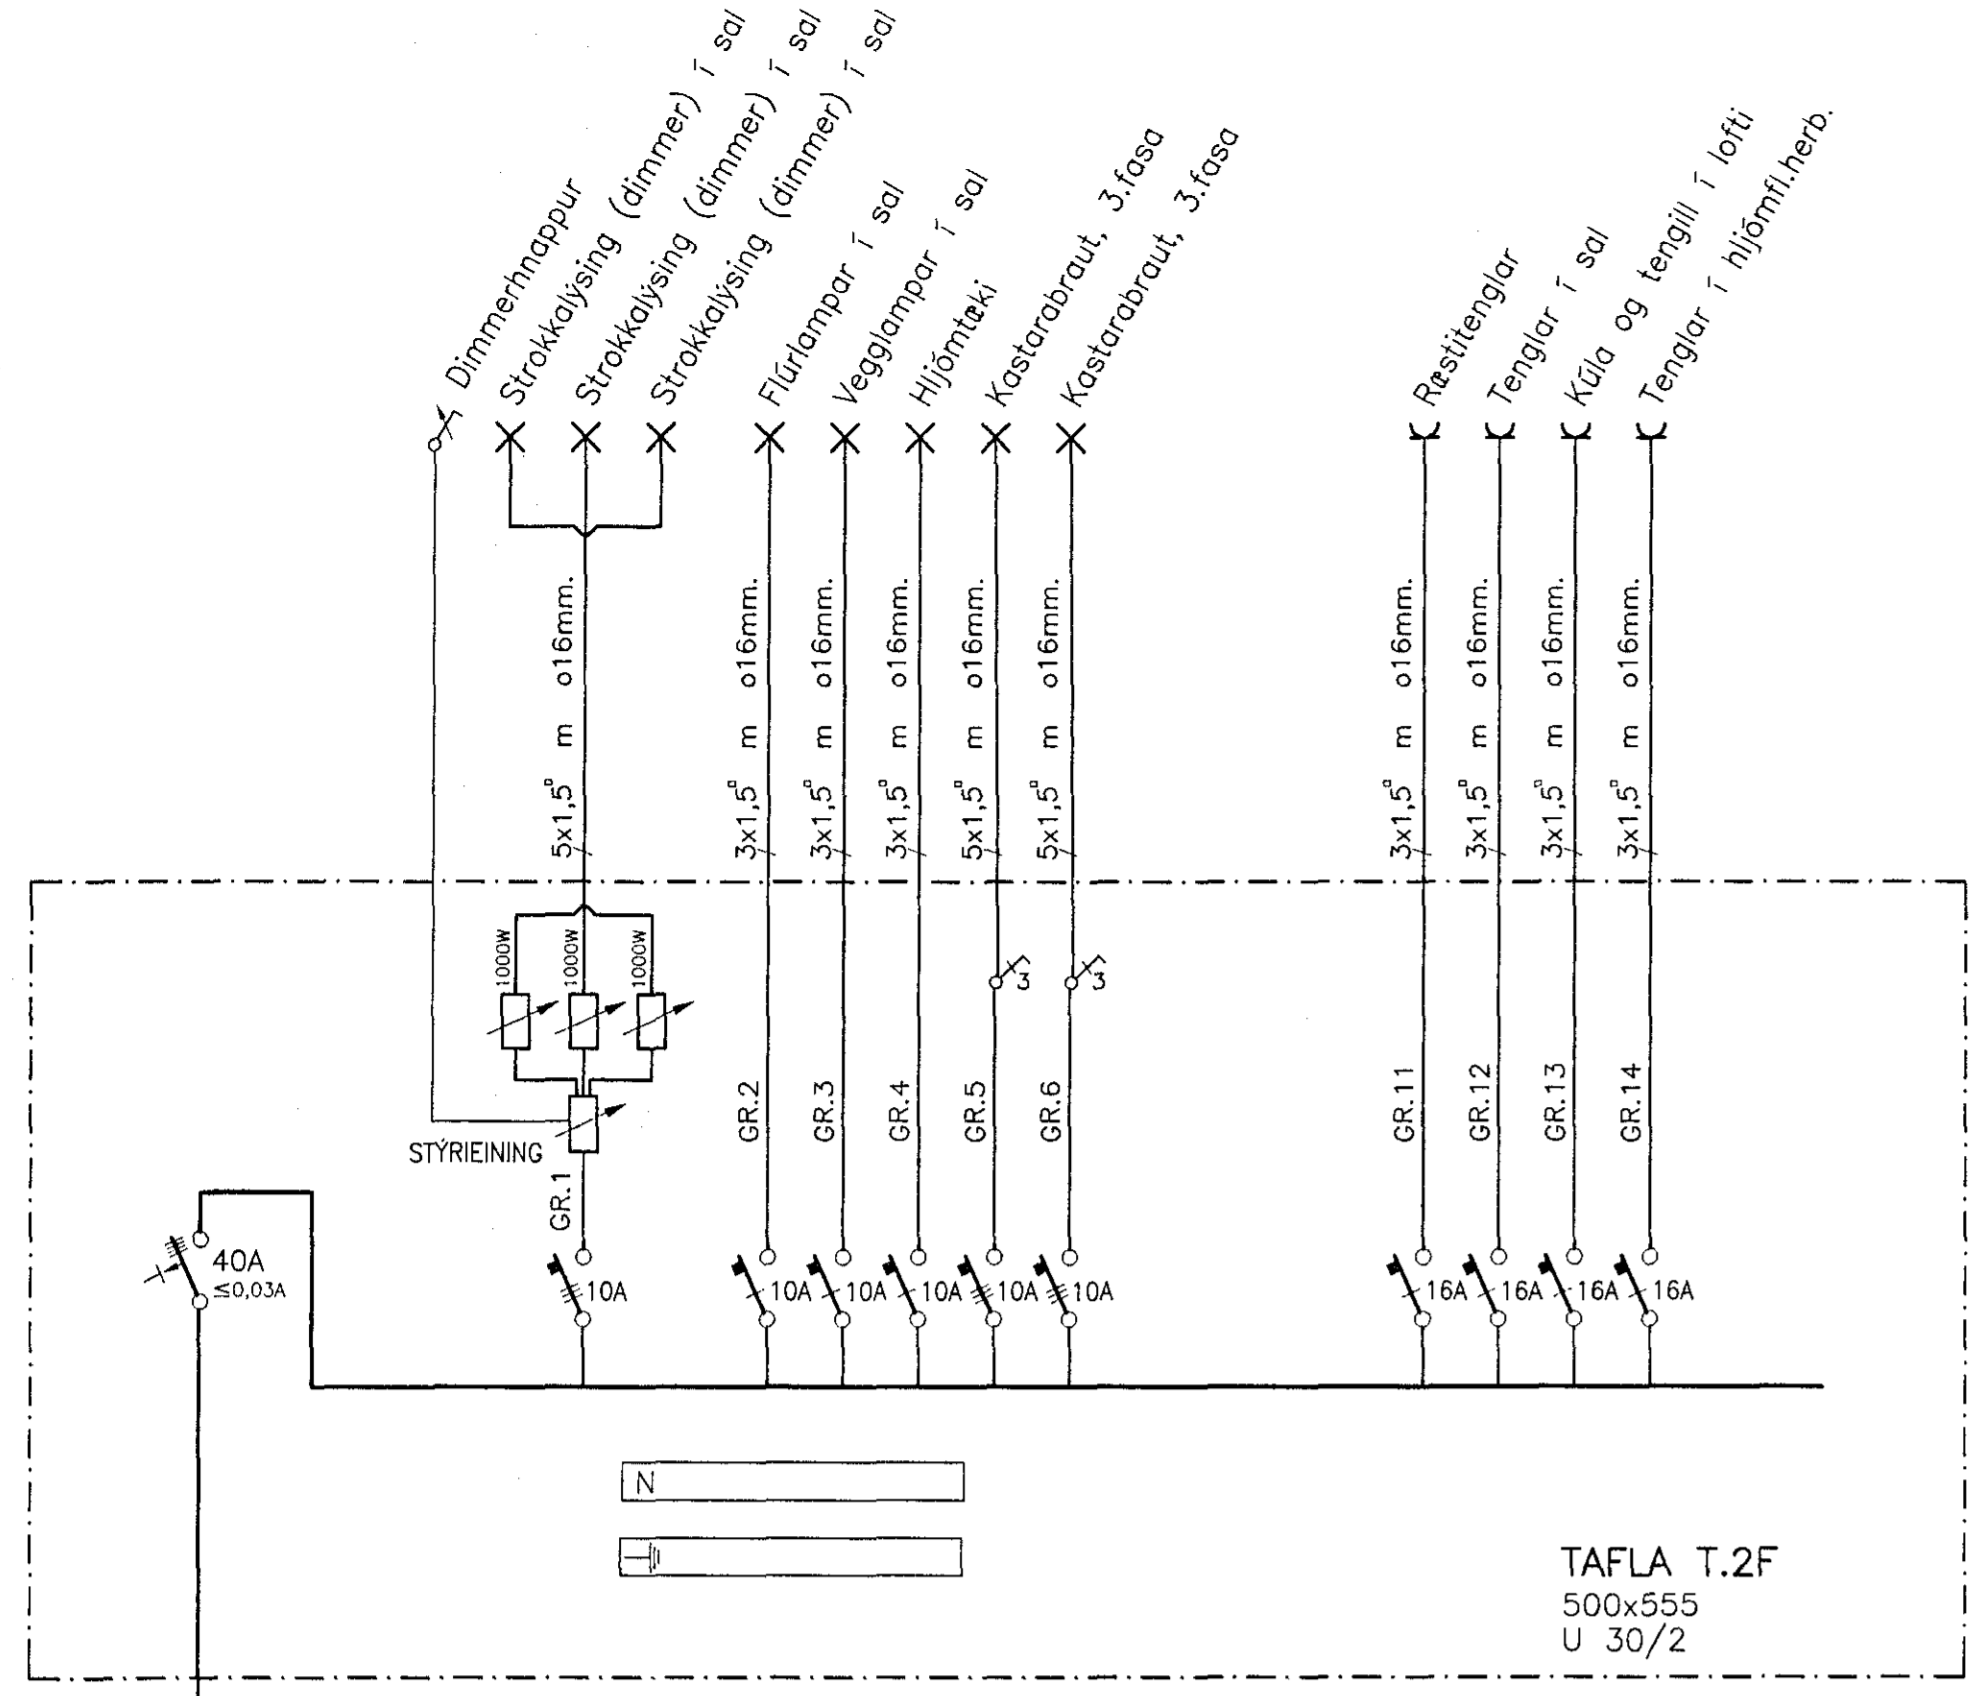 Dimmerhnappur
Strokkalýsing (dimmer) í sal
Strokkalýsing (dimmer) í sal
Strokkalýsing (dimmer) í sal
Flúrlampar í sal
Vegglampar í sal
Hljómtæki
Kastarabraut, 3.fasa
Kastarabraut, 3.fasa
Ræstitenglar
Tenglar í sal
Kúla og tengill í lofti
Tenglar í hljómfl.herb.
5x1,5▫ m o16mm.
3x1,5▫ m o16mm.
3x1,5▫ m o16mm.
3x1,5▫ m o16mm.
5x1,5▫ m o16mm.
5x1,5▫ m o16mm.
3x1,5▫ m o16mm.
3x1,5▫ m o16mm.
3x1,5▫ m o16mm.
3x1,5▫ m o16mm.
1000W
1000W
1000W
3
3
STÝRIEINING
GR.1
GR.2
GR.3
GR.4
GR.5
GR.6
GR.11
GR.12
GR.13
GR.14
40A
≤0,03A
10A
10A
10A
10A
10A
10A
16A
16A
16A
16A
N
TAFLA T.2F
500x555
U 30/2